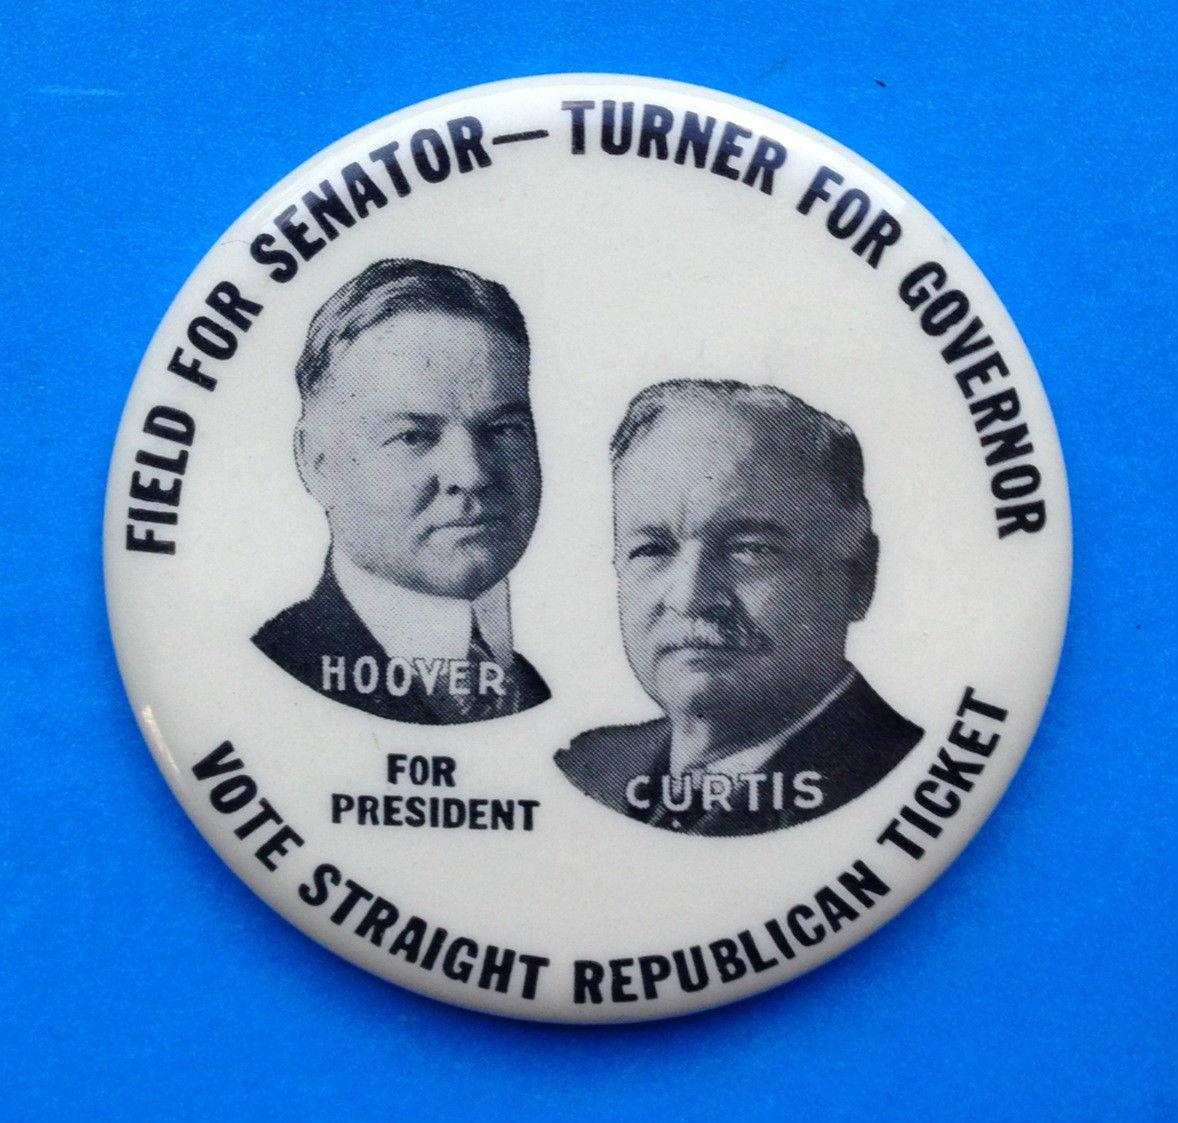 FIELD FOR SENATOR—TURNER FOR GOVERNOR
HOOVER
FOR
PRESIDENT
CURTIS
VOTE STRAIGHT REPUBLICAN TICKET